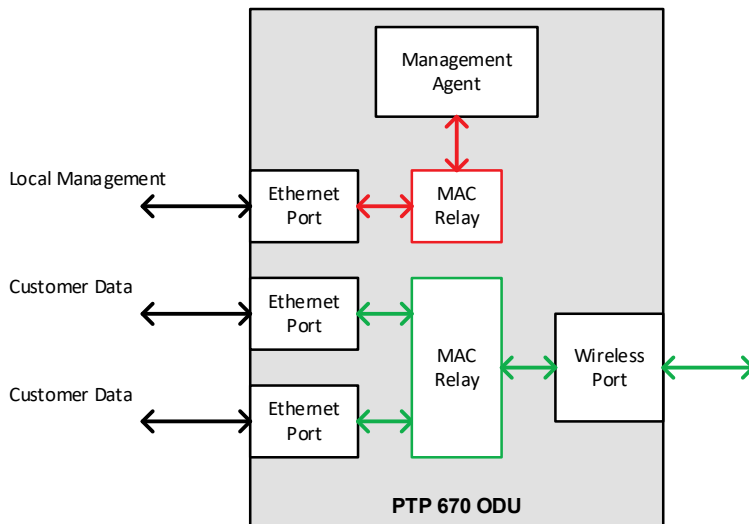 Management
Agent
Local Management
Ethernet
Port
MAC
Relay
Customer Data
Ethernet
Port
MAC
Relay
Wireless
Port
Customer Data
Ethernet
Port
PTP 670 ODU